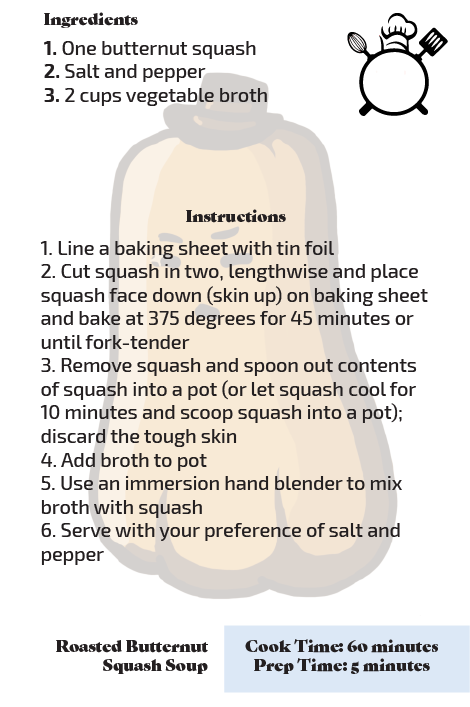 Ingredients
1. One butternut squash
2. Salt and pepper
3. 2 cups vegetable broth
Instructions
1. Line a baking sheet with tin foil
2. Cut squash in two, lengthwise and place
squash face down (skin up) on baking sheet
and bake at 375 degrees for 45 minutes or
until fork-tender
3. Remove squash and spoon out contents
of squash into a pot (or let squash cool for
10 minutes and scoop squash into a pot);
discard the tough skin
4. Add broth to pot
5. Use an immersion hand blender to mix
broth with squash
6. Serve with your preference of salt and
pepper
Roasted Butternut
Squash Soup
Cook Time: 60 minutes
Prep Time: 5 minutes